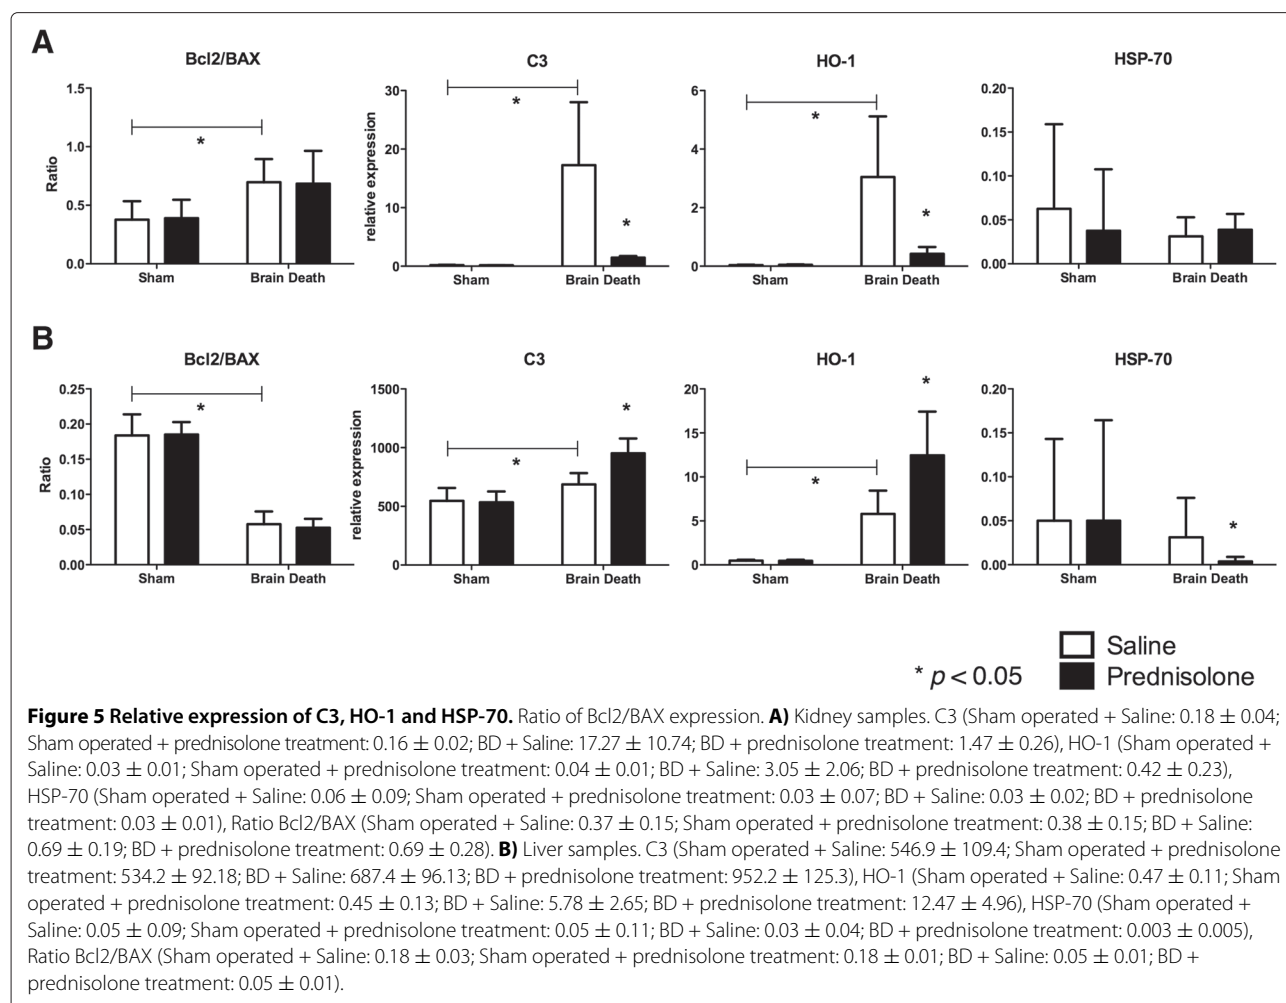 A
Bcl2/BAX
C3
HO-1
HSP-70
1.5
1.0
0.5
0.0
Ratio
*
Sham
Brain Death
30
20
10
0
relative expression
*
*
Sham
Brain Death
6
4
2
0
*
*
Sham
Brain Death
0.20
0.15
0.10
0.05
0.00
Sham
Brain Death
B
Bcl2/BAX
C3
HO-1
HSP-70
0.25
0.20
0.15
0.10
0.05
0.00
Ratio
*
Sham
Brain Death
1500
1000
500
0
relative expression
*
*
Sham
Brain Death
20
15
10
5
0
*
*
Sham
Brain Death
0.20
0.15
0.10
0.05
0.00
*
Sham
Brain Death
* p < 0.05
Saline
Prednisolone
Figure 5 Relative expression of C3, HO-1 and HSP-70. Ratio of Bcl2/BAX expression. A) Kidney samples. C3 (Sham operated + Saline: 0.18 ± 0.04;
Sham operated + prednisolone treatment: 0.16 ± 0.02; BD + Saline: 17.27 ± 10.74; BD + prednisolone treatment: 1.47 ± 0.26), HO-1 (Sham operated +
Saline: 0.03 ± 0.01; Sham operated + prednisolone treatment: 0.04 ± 0.01; BD + Saline: 3.05 ± 2.06; BD + prednisolone treatment: 0.42 ± 0.23),
HSP-70 (Sham operated + Saline: 0.06 ± 0.09; Sham operated + prednisolone treatment: 0.03 ± 0.07; BD + Saline: 0.03 ± 0.02; BD + prednisolone
treatment: 0.03 ± 0.01), Ratio Bcl2/BAX (Sham operated + Saline: 0.37 ± 0.15; Sham operated + prednisolone treatment: 0.38 ± 0.15; BD + Saline:
0.69 ± 0.19; BD + prednisolone treatment: 0.69 ± 0.28). B) Liver samples. C3 (Sham operated + Saline: 546.9 ± 109.4; Sham operated + prednisolone
treatment: 534.2 ± 92.18; BD + Saline: 687.4 ± 96.13; BD + prednisolone treatment: 952.2 ± 125.3), HO-1 (Sham operated + Saline: 0.47 ± 0.11; Sham
operated + prednisolone treatment: 0.45 ± 0.13; BD + Saline: 5.78 ± 2.65; BD + prednisolone treatment: 12.47 ± 4.96), HSP-70 (Sham operated +
Saline: 0.05 ± 0.09; Sham operated + prednisolone treatment: 0.05 ± 0.11; BD + Saline: 0.03 ± 0.04; BD + prednisolone treatment: 0.003 ± 0.005),
Ratio Bcl2/BAX (Sham operated + Saline: 0.18 ± 0.03; Sham operated + prednisolone treatment: 0.18 ± 0.01; BD + Saline: 0.05 ± 0.01; BD +
prednisolone treatment: 0.05 ± 0.01).